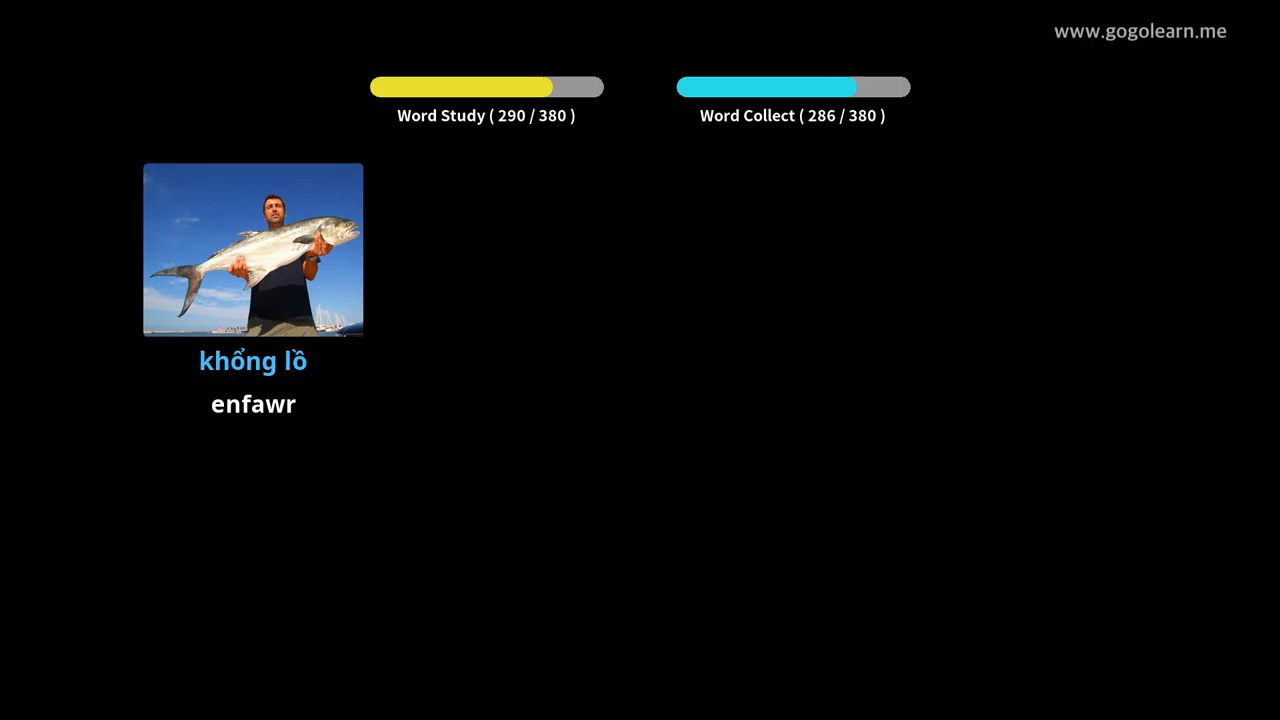 www.gogolearn.me
Word Study ( 290 / 380 )
Word Collect ( 286 / 380 )
khổng lồ
enfawr